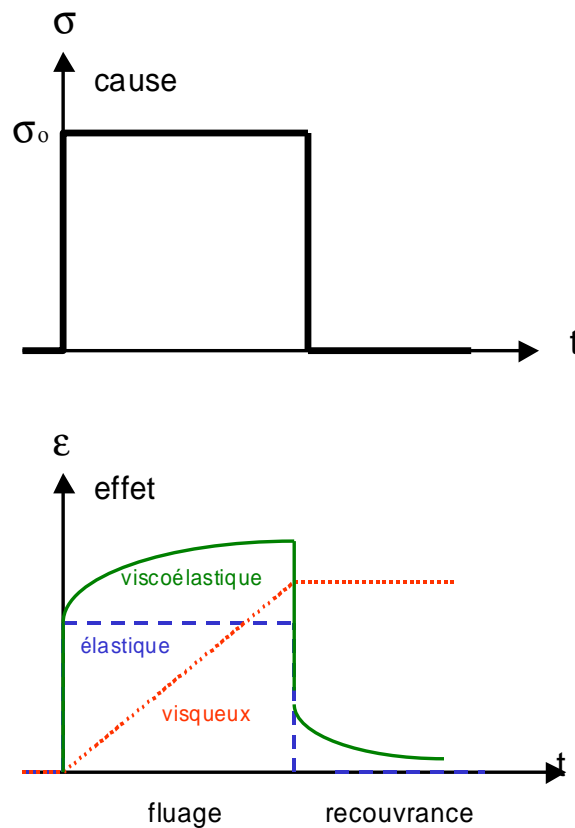 σ
cause
σ₀
t
ε
effet
viscoélastique
élastique
visqueux
t
fluage recouvrance